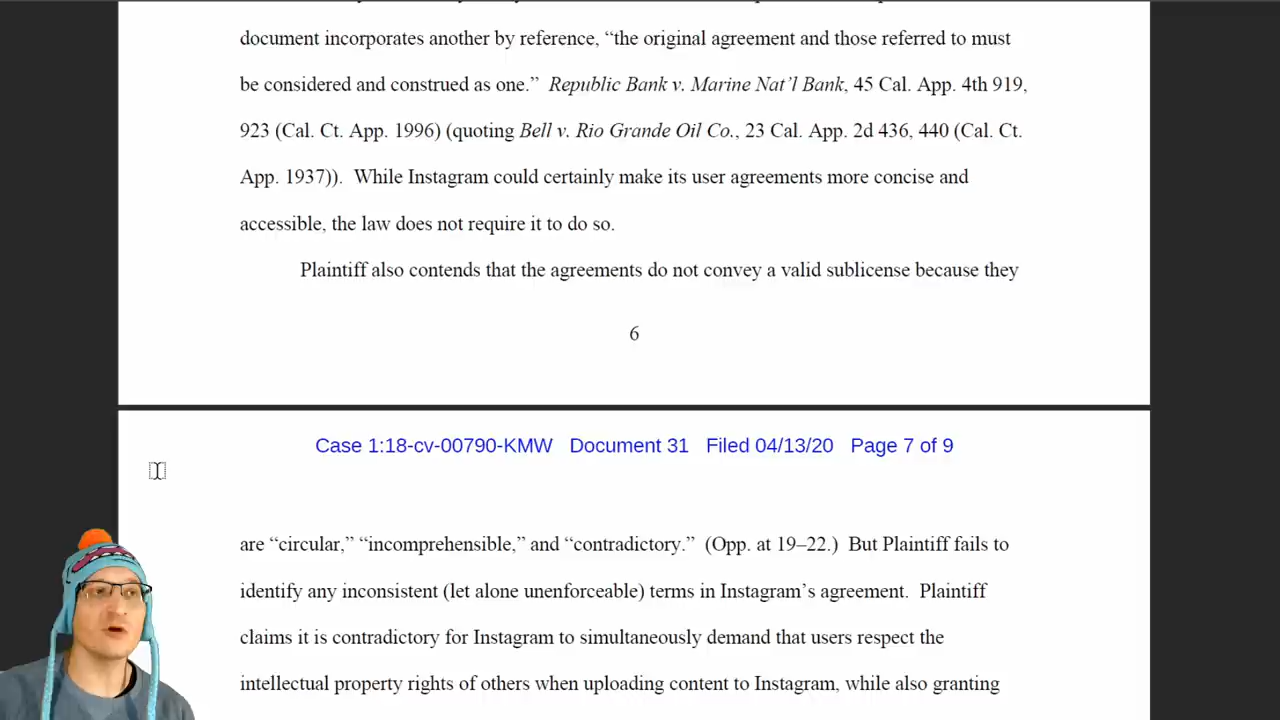 document incorporates another by reference, “the original agreement and those referred to must
be considered and construed as one.” Republic Bank v. Marine Nat’l Bank, 45 Cal. App. 4th 919,
923 (Cal. Ct. App. 1996) (quoting Bell v. Rio Grande Oil Co., 23 Cal. App. 2d 436, 440 (Cal. Ct.
App. 1937)). While Instagram could certainly make its user agreements more concise and
accessible, the law does not require it to do so.
Plaintiff also contends that the agreements do not convey a valid sublicense because they
6
Case 1:18-cv-00790-KMW Document 31 Filed 04/13/20 Page 7 of 9
are “circular,” “incomprehensible,” and “contradictory.” (Opp. at 19–22.) But Plaintiff fails to
identify any inconsistent (let alone unenforceable) terms in Instagram’s agreement. Plaintiff
claims it is contradictory for Instagram to simultaneously demand that users respect the
intellectual property rights of others when uploading content to Instagram, while also granting